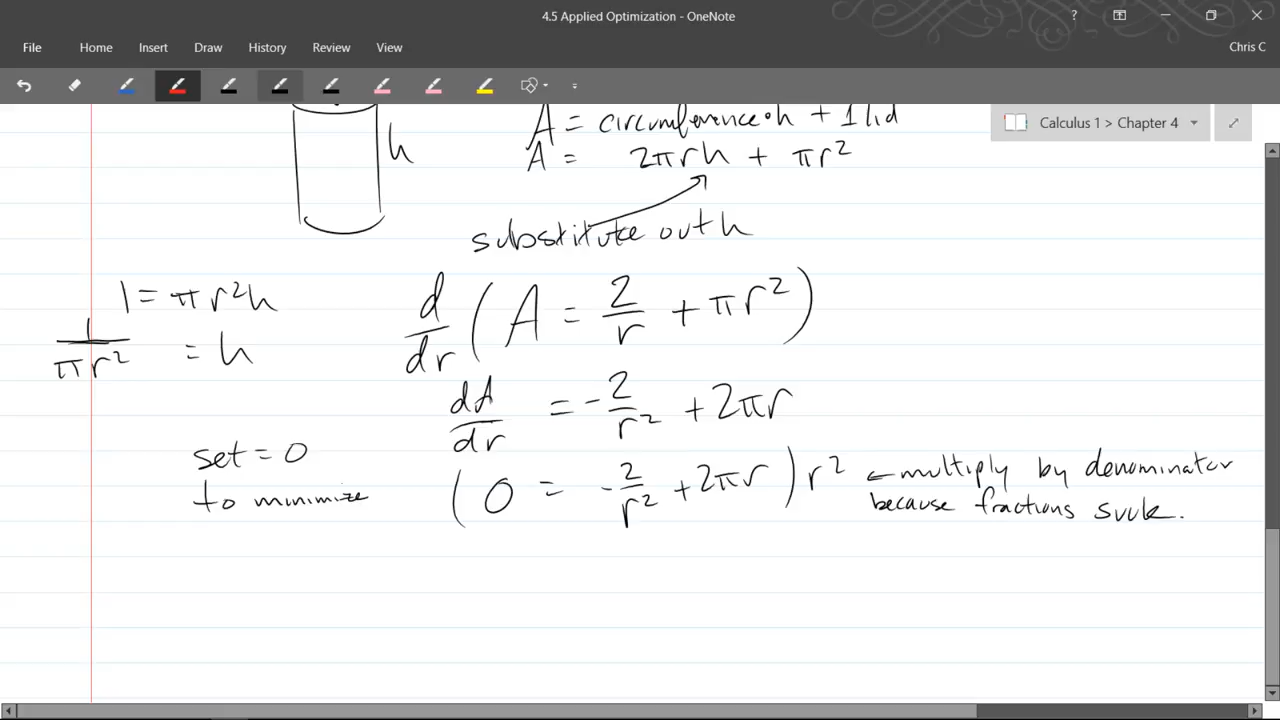 4.5 Applied Optimization - OneNote
File Home Insert Draw History Review View Chris C
Calculus 1 > Chapter 4
A = circumference•h + 1 lid
A = 2πrh + πr²
h
substitute out h
1 = πr²h
1/(πr²) = h
d/dr (A = 2/r + πr²)
dA/dr = -2/r² + 2πr
set = 0
to minimize
(0 = -2/r² + 2πr) r² ← multiply by denominator
because fractions suck.